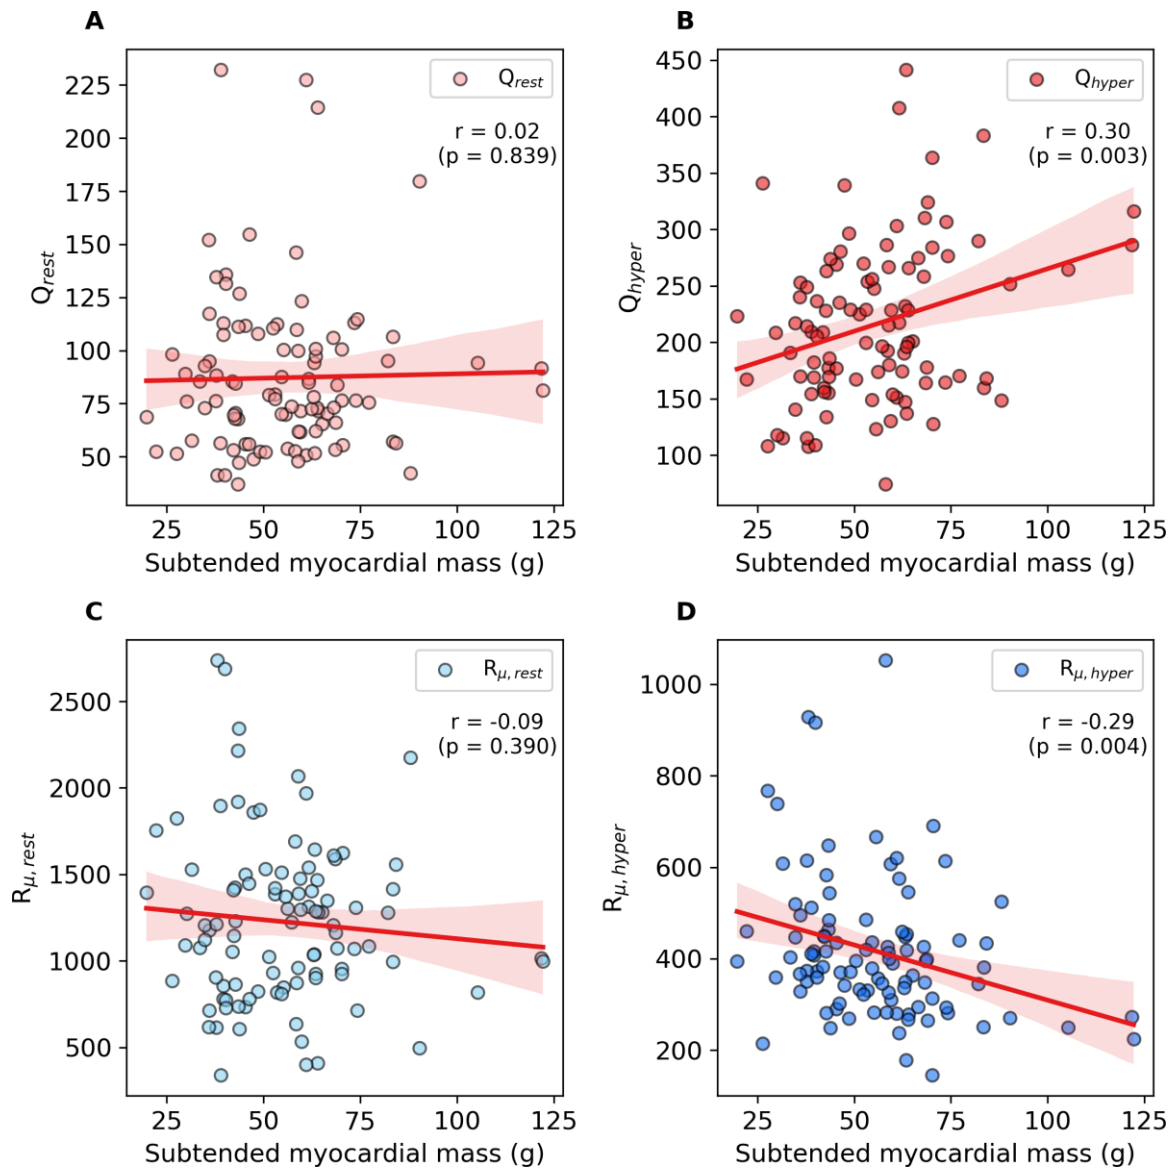 A
225
200
175
150
125
100
75
50
Q_rest
Q_rest
r = 0.02
(p = 0.839)
25 50 75 100 125
Subtended myocardial mass (g)
B
450
400
350
300
250
200
150
100
Q_hyper
Q_hyper
r = 0.30
(p = 0.003)
25 50 75 100 125
Subtended myocardial mass (g)
C
2500
2000
1500
1000
500
R_μ,rest
R_μ,rest
r = -0.09
(p = 0.390)
25 50 75 100 125
Subtended myocardial mass (g)
D
1000
800
600
400
200
R_μ,hyper
R_μ,hyper
r = -0.29
(p = 0.004)
25 50 75 100 125
Subtended myocardial mass (g)